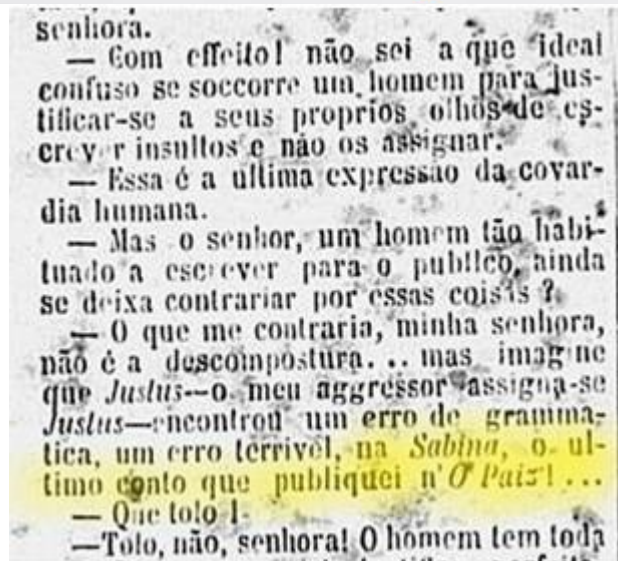 senhora.
— Com effeito! não sei a que ideal
confuso se soccorre um homem para jus-
tificar-se a seus proprios olhos de es-
crever insultos e não os assignar.
— Essa é a ultima expressão da covar-
dia humana.
— Mas o senhor, um homem tão habi-
tuado a escrever para o publico, ainda
se deixa contrariar por essas coisas ?
— O que me contraria, minha senhora,
não é a descompostura... mas imagine
que Justus—o meu aggressor assigna-se
Justus—encontrou um erro de gramma-
tica, um erro terrivel, na Sabina, o ul-
timo conto que publiquei n' O Paiz!...
— Que tolo !
—Tolo, não, senhora! O homem tem toda